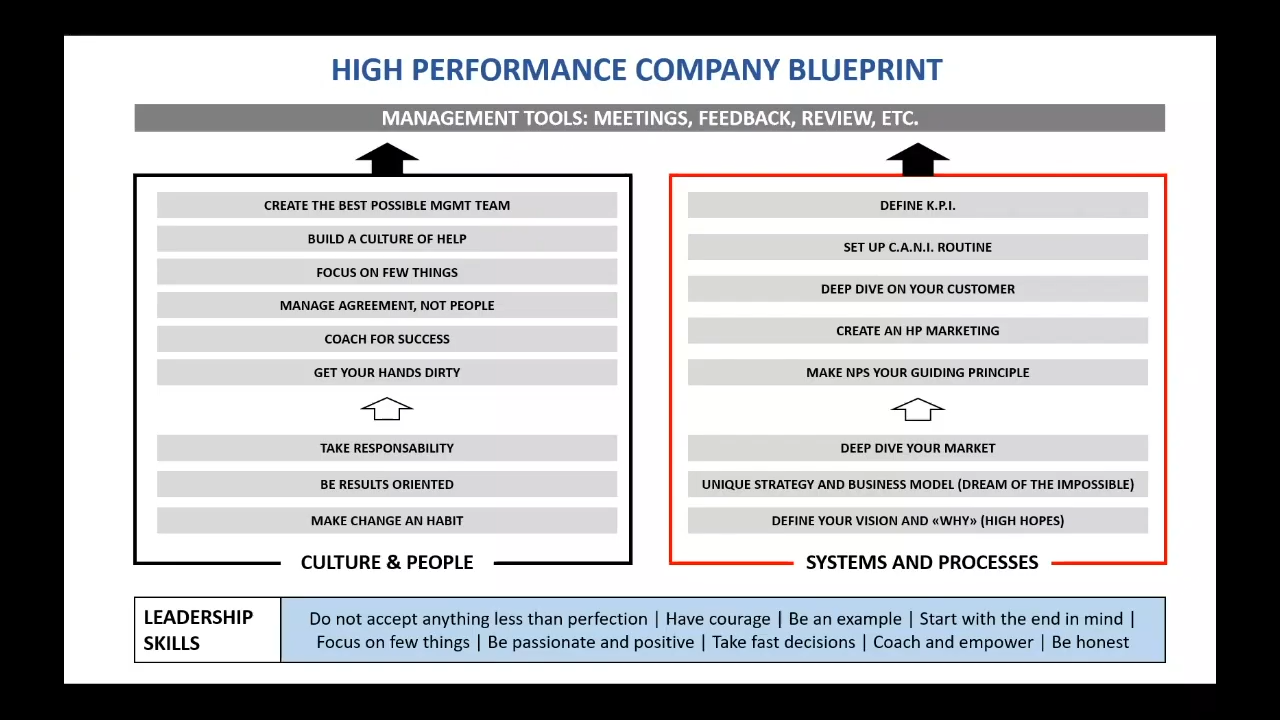 HIGH PERFORMANCE COMPANY BLUEPRINT
MANAGEMENT TOOLS: MEETINGS, FEEDBACK, REVIEW, ETC.
CREATE THE BEST POSSIBLE MGMT TEAM
BUILD A CULTURE OF HELP
FOCUS ON FEW THINGS
MANAGE AGREEMENT, NOT PEOPLE
COACH FOR SUCCESS
GET YOUR HANDS DIRTY
TAKE RESPONSABILITY
BE RESULTS ORIENTED
MAKE CHANGE AN HABIT
CULTURE & PEOPLE
DEFINE K.P.I.
SET UP C.A.N.I. ROUTINE
DEEP DIVE ON YOUR CUSTOMER
CREATE AN HP MARKETING
MAKE NPS YOUR GUIDING PRINCIPLE
DEEP DIVE YOUR MARKET
UNIQUE STRATEGY AND BUSINESS MODEL (DREAM OF THE IMPOSSIBLE)
DEFINE YOUR VISION AND «WHY» (HIGH HOPES)
SYSTEMS AND PROCESSES
LEADERSHIP
SKILLS
Do not accept anything less than perfection | Have courage | Be an example | Start with the end in mind |
Focus on few things | Be passionate and positive | Take fast decisions | Coach and empower | Be honest